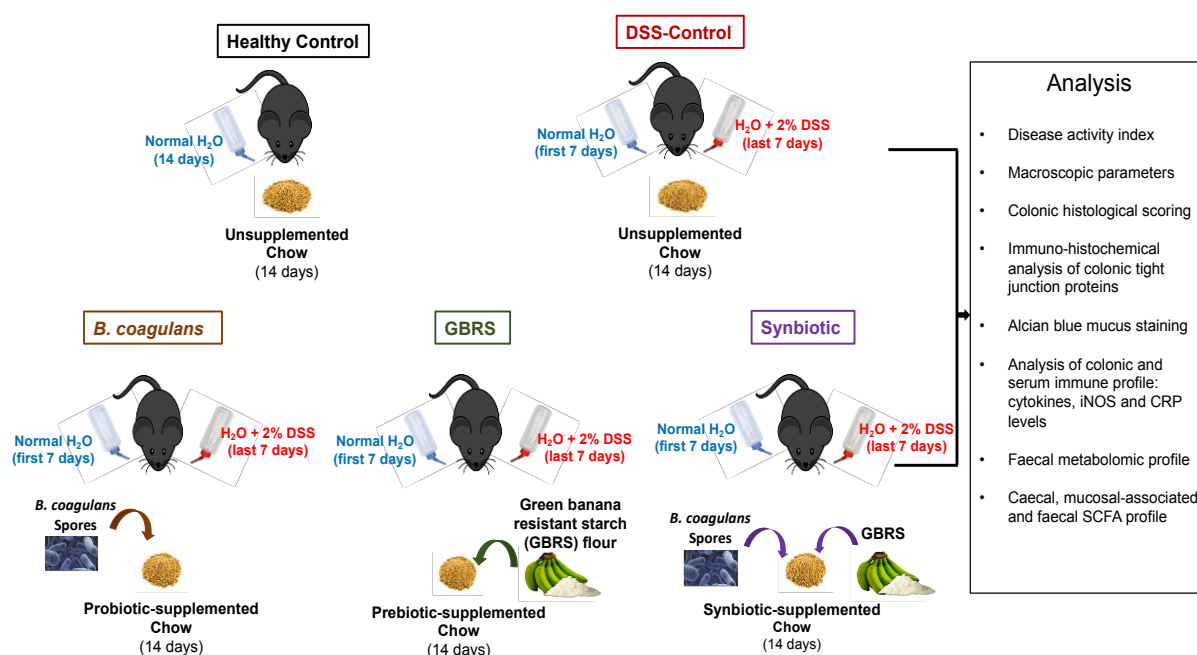 Healthy Control
Normal H₂O
(14 days)
Unsupplemented
Chow
(14 days)
DSS-Control
Normal H₂O
(first 7 days)
H₂O + 2% DSS
(last 7 days)
Unsupplemented
Chow
(14 days)
B. coagulans
Normal H₂O
(first 7 days)
H₂O + 2% DSS
(last 7 days)
B. coagulans
Spores
Probiotic-supplemented
Chow
(14 days)
GBRS
Normal H₂O
(first 7 days)
H₂O + 2% DSS
(last 7 days)
Green banana
resistant starch
(GBRS) flour
Prebiotic-supplemented
Chow
(14 days)
Synbiotic
Normal H₂O
(first 7 days)
H₂O + 2% DSS
(last 7 days)
B. coagulans
Spores
GBRS
Synbiotic-supplemented
Chow
(14 days)
Analysis
• Disease activity index
• Macroscopic parameters
• Colonic histological scoring
• Immuno-histochemical
analysis of colonic tight
junction proteins
• Alcian blue mucus staining
• Analysis of colonic and
serum immune profile:
cytokines, iNOS and CRP
levels
• Faecal metabolomic profile
• Caecal, mucosal-associated
and faecal SCFA profile